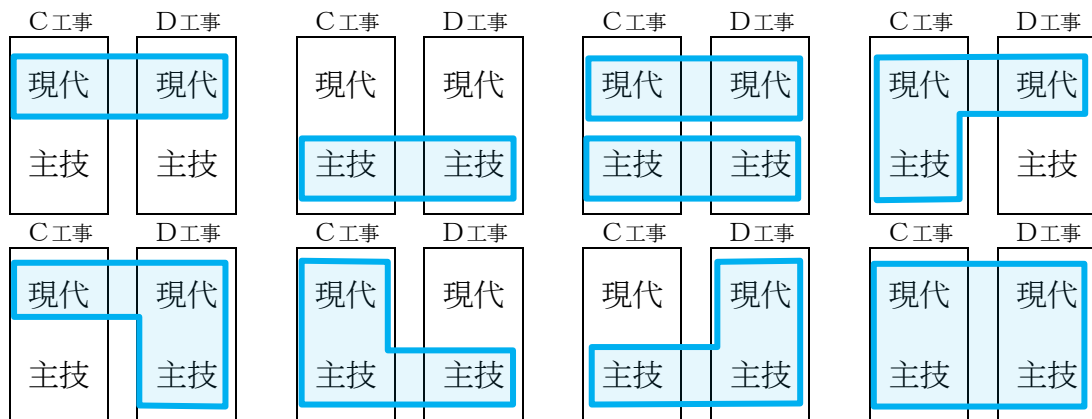 C工事 D工事 C工事 D工事 C工事 D工事 C工事 D工事
現代 現代 現代 現代 現代 現代 現代 現代
主技 主技 主技 主技 主技 主技 主技 主技
C工事 D工事 C工事 D工事 C工事 D工事 C工事 D工事
現代 現代 現代 現代 現代 現代 現代 現代
主技 主技 主技 主技 主技 主技 主技 主技